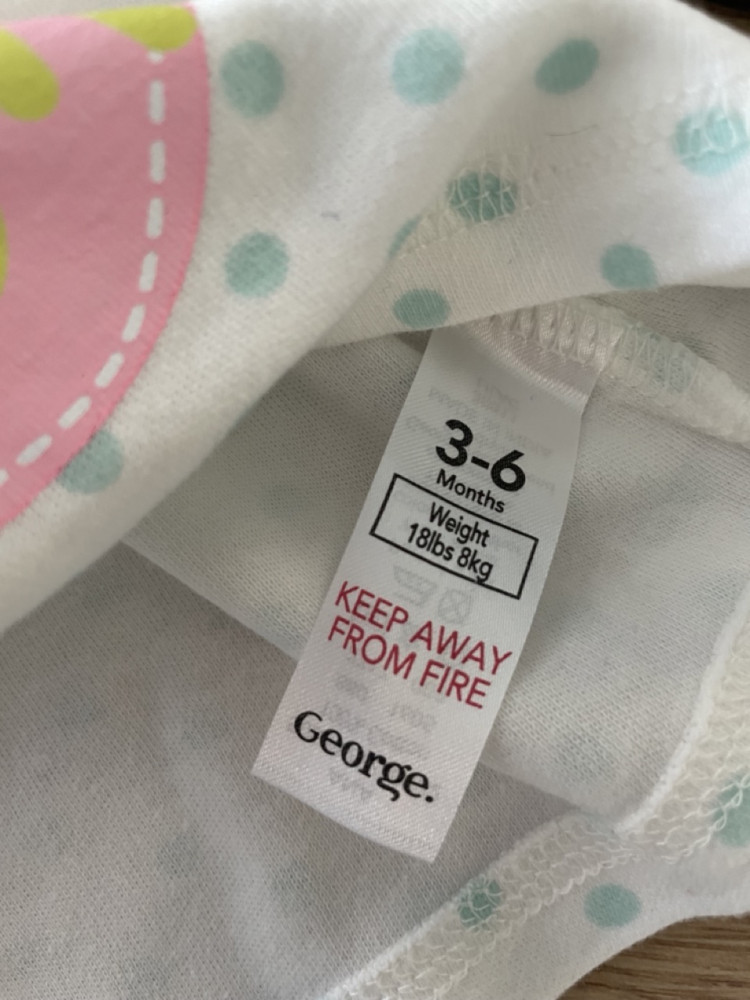 3-6
Months
Weight
18lbs 8kg
KEEP AWAY
FROM FIRE
George.